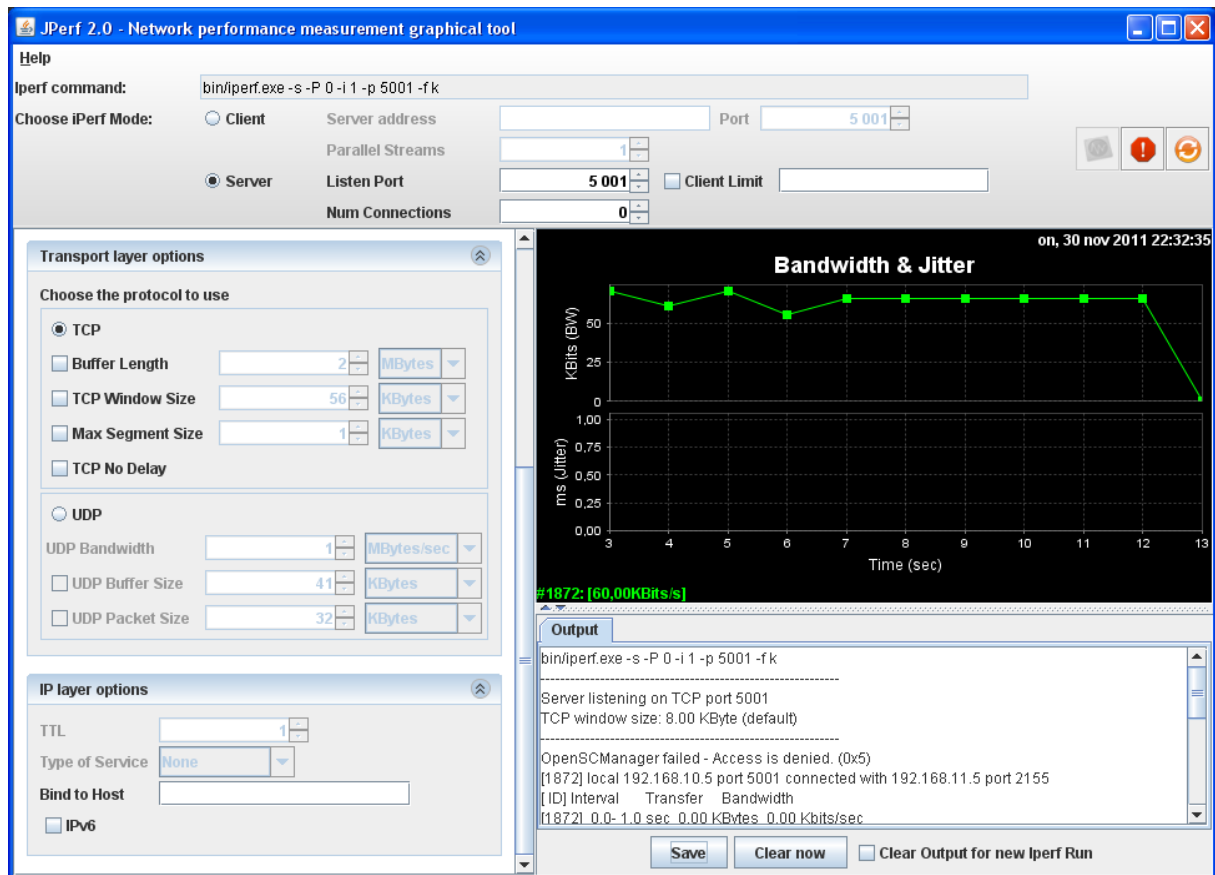 JPerf 2.0 - Network performance measurement graphical tool
Help
Iperf command: bin/iperf.exe -s -P 0 -i 1 -p 5001 -f k
Choose iPerf Mode: Client Server address Port 5 001
Parallel Streams 1
Server Listen Port 5 001 Client Limit
Num Connections 0
Transport layer options
Choose the protocol to use
TCP
Buffer Length 2 MBytes
TCP Window Size 56 KBytes
Max Segment Size 1 KBytes
TCP No Delay
UDP
UDP Bandwidth 1 MBytes/sec
UDP Buffer Size 41 KBytes
UDP Packet Size 32 KBytes
IP layer options
TTL 1
Type of Service None
Bind to Host
IPv6
on, 30 nov 2011 22:32:35
Bandwidth & Jitter
KBits (BW)
50
25
0
ms (Jitter)
1,00
0,75
0,50
0,25
0,00
3 4 5 6 7 8 9 10 11 12 13
Time (sec)
#1872: [60,00KBits/s]
Output
bin/iperf.exe -s -P 0 -i 1 -p 5001 -f k
------------------------------------------------------------
Server listening on TCP port 5001
TCP window size: 8.00 KByte (default)
------------------------------------------------------------
OpenSCManager failed - Access is denied. (0x5)
[1872] local 192.168.10.5 port 5001 connected with 192.168.11.5 port 2155
[ ID] Interval Transfer Bandwidth
[1872] 0.0- 1.0 sec 0.00 KBytes 0.00 Kbits/sec
Save Clear now Clear Output for new Iperf Run